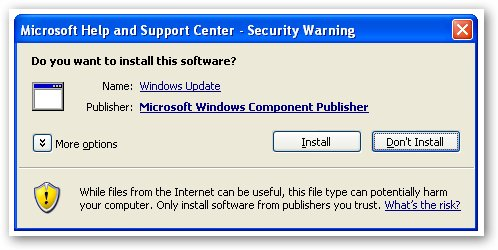 Microsoft Help and Support Center - Security Warning
Do you want to install this software?
Name: Windows Update
Publisher: Microsoft Windows Component Publisher
More options
Install
Don't Install
While files from the Internet can be useful, this file type can potentially harm
your computer. Only install software from publishers you trust. What's the risk?